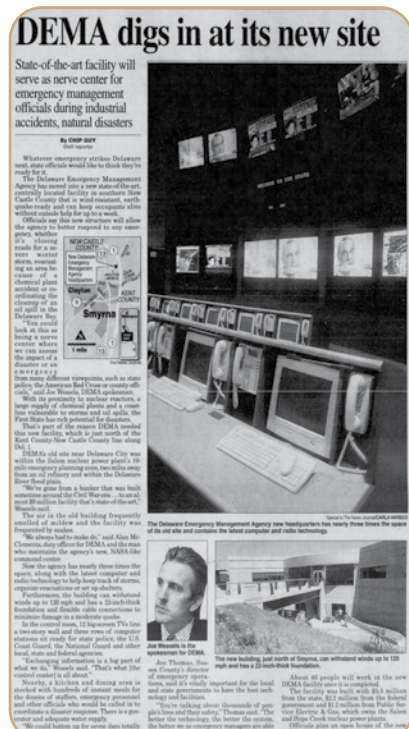 DEMA digs in at its new site
State-of-the-art facility will
serve as nerve center for
emergency management
officials during industrial
accidents, natural disasters
By CHIP GUY
Staff reporter
Whatever emergency strikes Delaware
next, state officials would like to think they're
ready for it.
The Delaware Emergency Management
Agency has moved into a new state-of-the-art,
centrally located facility in southern New
Castle County that is wind-resistant, earth-
quake-ready and can keep occupants alive
without outside help for up to a week.
Officials say this new structure will allow
the agency to better respond to any emer-
gency, whether
it's closing
roads for a se-
vere winter
storm, evacuat-
ing an area be-
cause of a
chemical plant
accident or co-
ordinating the
cleanup of an
oil spill in the
Delaware Bay.
"You could
look at this as
being a nerve
center where
we can assess
the impact of a
disaster or an
emergency
from many different viewpoints, such as state
police, the American Red Cross or county offi-
cials," said Joe Wessels, DEMA spokesman.
With its proximity to nuclear reactors, a
large supply of chemical plants and a coast-
line vulnerable to storms and oil spills, the
First State has rich potential for disasters.
That's part of the reason DEMA needed
this new facility, which is just north of the
Kent County-New Castle County line along
Del. 1.
DEMA's old site near Delaware City was
within the Salem nuclear power plant's 10-
mile emergency planning zone, two miles away
from an oil refinery and within the Delaware
River flood plain.
"We've gone from a bunker that was built
sometime around the Civil War-era ... to an al-
most $9-million facility that's state-of-the-art,"
Wessels said.
The air in the old building frequently
smelled of mildew and the facility was
frequented by snakes.
"We always had to make do," said Alan Mc-
Clements, duty officer for DEMA and the man
who maintains the agency's new, NASA-like
command center.
Now the agency has nearly three times the
space, along with the latest computer and
radio technology to help keep track of storms,
organize evacuations or set up shelters.
Furthermore, the building can withstand
winds up to 120 mph and has a 22-inch-thick
foundation and flexible cable connections to
minimize damage in a moderate quake.
In the control room, 12 big-screen TVs line
a two-story wall and three rows of computer
stations sit ready for state police, the U.S.
Coast Guard, the National Guard and other
local, state and federal agencies.
"Exchanging information is a big part of
what we do," Wessels said. "That's what [the
control center] is all about."
Nearby, a kitchen and dining area is
stocked with hundreds of instant meals for
the dozens of staffers, emergency personnel
and other officials who would be called in to
coordinate a disaster response. There is a gen-
erator and adequate water supply.
"We could button up for seven days totally
NEW CASTLE
COUNTY
New Delaware
Emergency
Management
Agency
headquarters
Clayton
KENT
COUNTY
Smyrna
1 mile
13
1
6
13
1
The News Journal
WELCOME TO THE STATE
Special to The News Journal/CARLA VARISCO
The Delaware Emergency Management Agency new headquarters has nearly three times the space
of its old site and contains the latest computer and radio technology.
Joe Wessels is the
spokesman for DEMA.
The new building, just north of Smyrna, can withstand winds up to 120
mph and has a 22-inch-thick foundation.
Joe Thomas, Sus-
sex County's director
of emergency opera-
tions, said it's vitally important for the local
and state governments to have the best tech-
nology and facilities.
"You're talking about thousands of peo-
ple's lives and their safety," Thomas said. "The
better the technology, the better the system,
the better we as emergency managers are able
About 40 people will work in the new
DEMA facility once it is completed.
The facility was built with $5.5 million
from the state, $2.2 million from the federal
government and $1.2 million from Public Ser-
vice Electric & Gas, which owns the Salem
and Hope Creek nuclear power plants.
Officials plan an open house of the new